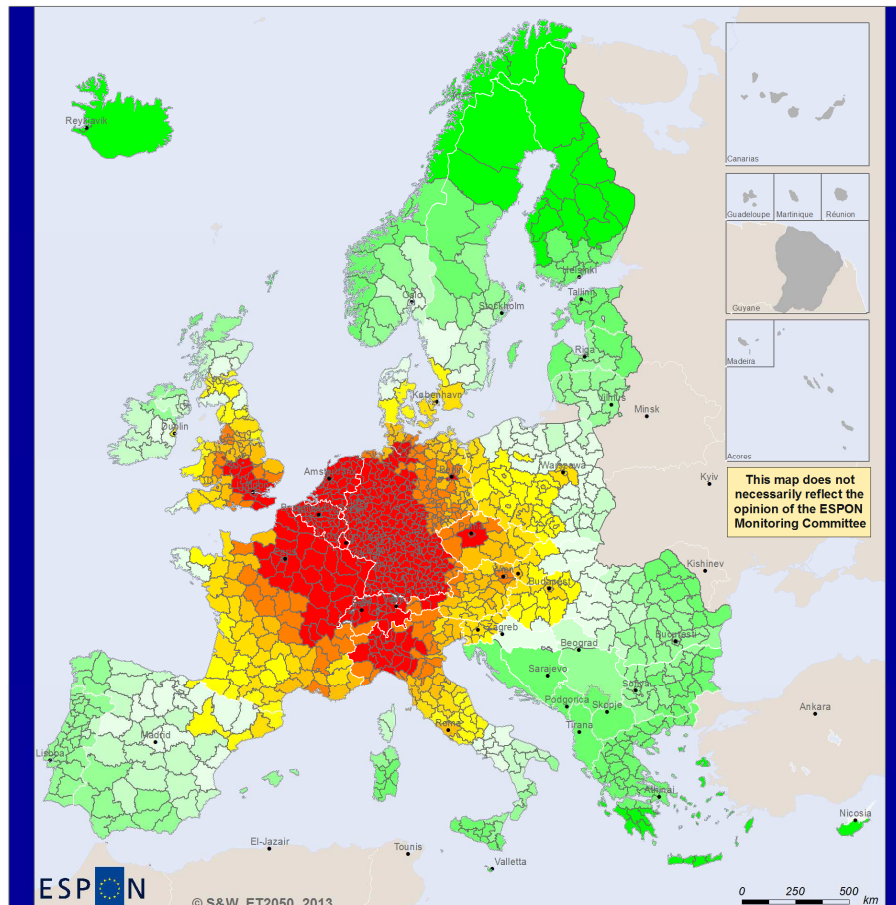 Reykjavik
Canarias
Guadeloupe
Martinique
Réunion
Guyane
Madeira
Acores
Helsinki
Tallinn
Oslo
Stockholm
Riga
Vilnius
Minsk
København
Dublin
Warszawa
Kyiv
This map does not
necessarily reflect the
opinion of the ESPON
Monitoring Committee
Kishinev
Budapest
Zagreb
Beograd
Bucuresti
Sarajevo
Podgorica
Skopje
Tirana
Ankara
Roma
Madrid
Lisboa
Athinai
Nicosia
El-Jazair
Tounis
Valletta
ESPON
© S&W, ET2050, 2013
0 250 500
km